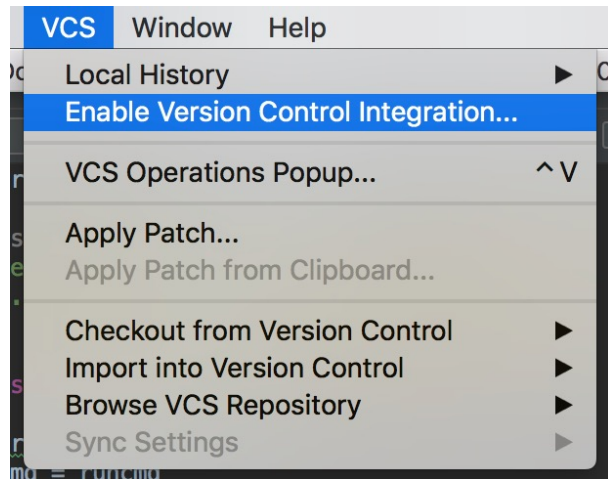 VCS Window Help
Local History ▶
Enable Version Control Integration...
VCS Operations Popup... ^V
Apply Patch...
Apply Patch from Clipboard...
Checkout from Version Control ▶
Import into Version Control ▶
Browse VCS Repository ▶
Sync Settings ▶
= runcmd